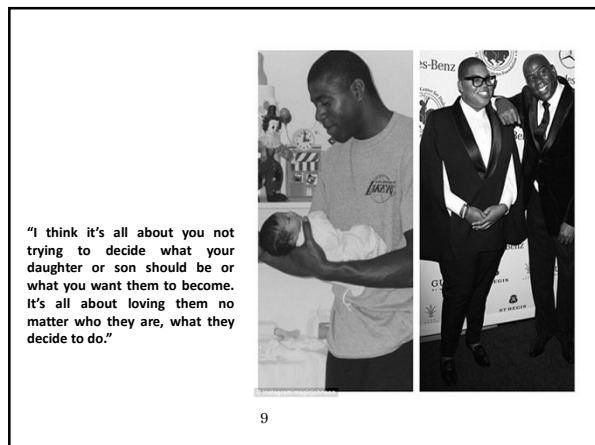 “I think it’s all about you not
trying to decide what your
daughter or son should be or
what you want them to become.
It’s all about loving them no
matter who they are, what they
decide to do.”
LAKERS
es-Benz
ST REGIS
9